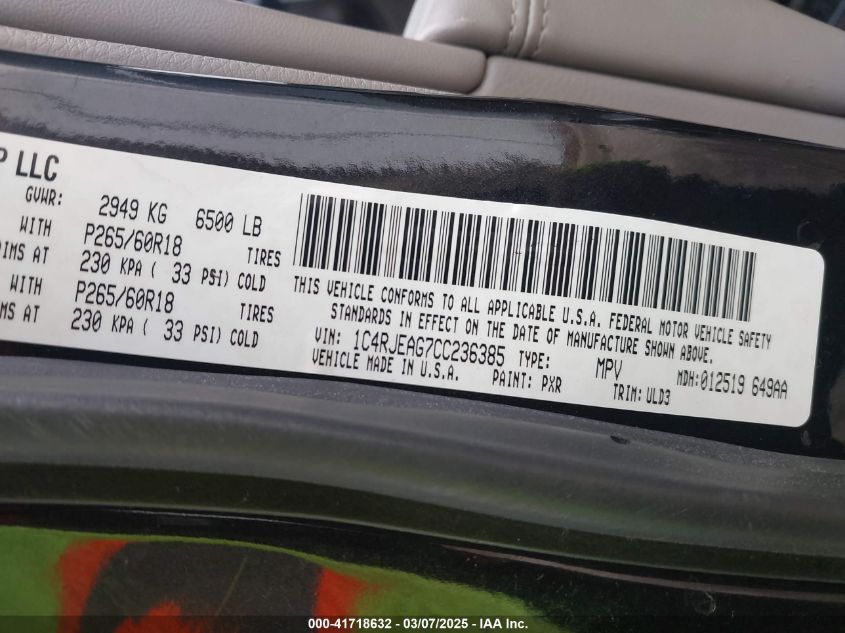 P LLC
GVWR: 2949 KG 6500 LB
WITH P265/60R18 TIRES
DIMS AT 230 KPA ( 33 PSI) COLD
WITH P265/60R18 TIRES
MS AT 230 KPA ( 33 PSI) COLD
THIS VEHICLE CONFORMS TO ALL APPLICABLE U.S.A. FEDERAL MOTOR VEHICLE SAFETY
STANDARDS IN EFFECT ON THE DATE OF MANUFACTURE SHOWN ABOVE.
VIN: 1C4RJEAG7CC236385 TYPE: MPV MDH:012519 649AA
VEHICLE MADE IN U.S.A. PAINT: PXR TRIM: ULD3
000-41718632 - 03/07/2025 - IAA Inc.